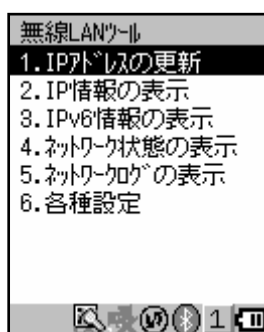 無線LANﾂｰﾙ
1.IPｱﾄﾞﾚｽの更新
2.IP情報の表示
3.IPv6情報の表示
4.ﾈｯﾄﾜｰｸ状態の表示
5.ﾈｯﾄﾜｰｸﾛｸﾞの表示
6.各種設定
1